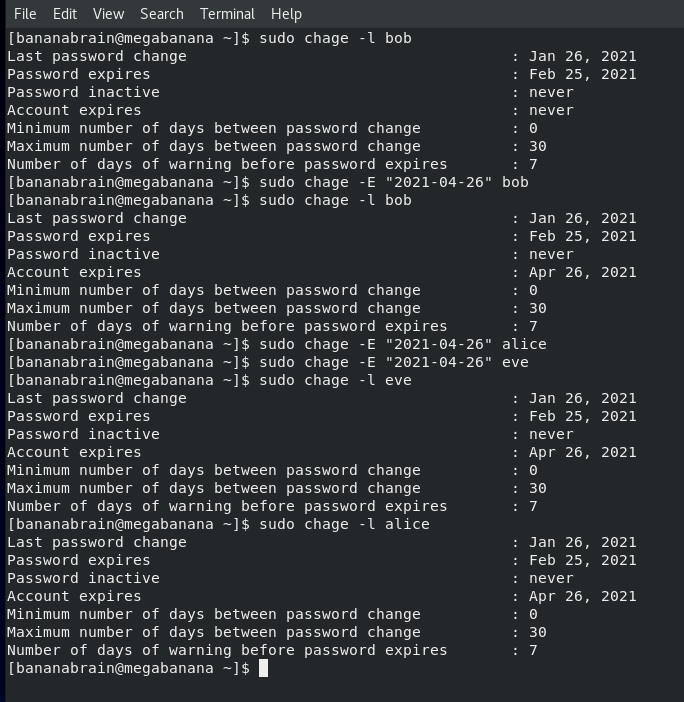 File Edit View Search Terminal Help
[bananabrain@megabanana ~]$ sudo chage -l bob
Last password change : Jan 26, 2021
Password expires : Feb 25, 2021
Password inactive : never
Account expires : never
Minimum number of days between password change : 0
Maximum number of days between password change : 30
Number of days of warning before password expires : 7
[bananabrain@megabanana ~]$ sudo chage -E "2021-04-26" bob
[bananabrain@megabanana ~]$ sudo chage -l bob
Last password change : Jan 26, 2021
Password expires : Feb 25, 2021
Password inactive : never
Account expires : Apr 26, 2021
Minimum number of days between password change : 0
Maximum number of days between password change : 30
Number of days of warning before password expires : 7
[bananabrain@megabanana ~]$ sudo chage -E "2021-04-26" alice
[bananabrain@megabanana ~]$ sudo chage -E "2021-04-26" eve
[bananabrain@megabanana ~]$ sudo chage -l eve
Last password change : Jan 26, 2021
Password expires : Feb 25, 2021
Password inactive : never
Account expires : Apr 26, 2021
Minimum number of days between password change : 0
Maximum number of days between password change : 30
Number of days of warning before password expires : 7
[bananabrain@megabanana ~]$ sudo chage -l alice
Last password change : Jan 26, 2021
Password expires : Feb 25, 2021
Password inactive : never
Account expires : Apr 26, 2021
Minimum number of days between password change : 0
Maximum number of days between password change : 30
Number of days of warning before password expires : 7
[bananabrain@megabanana ~]$